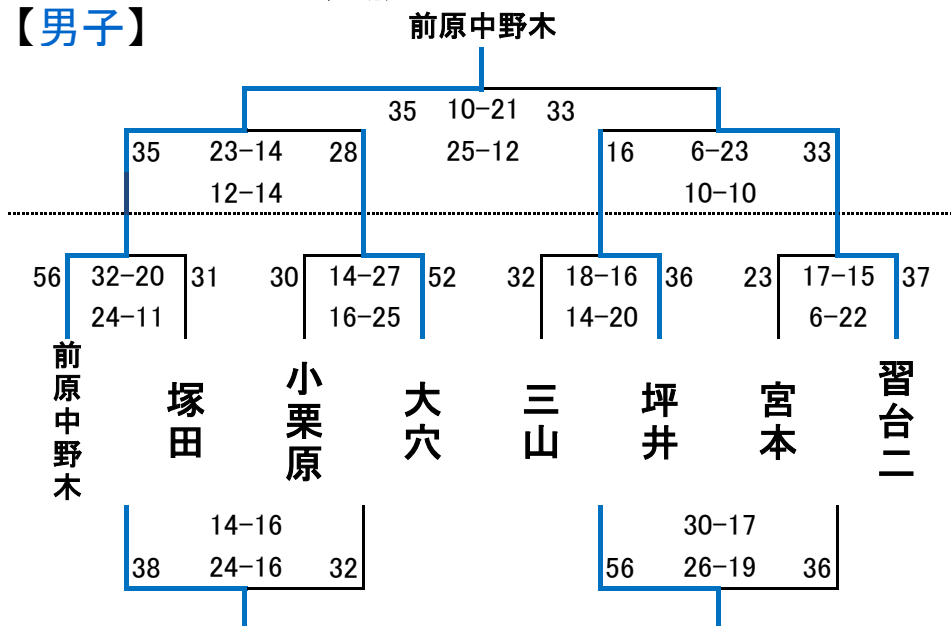 【男子】
前原中野木
35 10-21 33
25-12
35 23-14 28
12-14
16 6-23 33
10-10
56 32-20 31
24-11
30 14-27 52
16-25
32 18-16 36
14-20
23 17-15 37
6-22
前原中野木
塚田
小栗原
大穴
三山
坪井
宮本
習台二
14-16
38 24-16 32
30-17
56 26-19 36